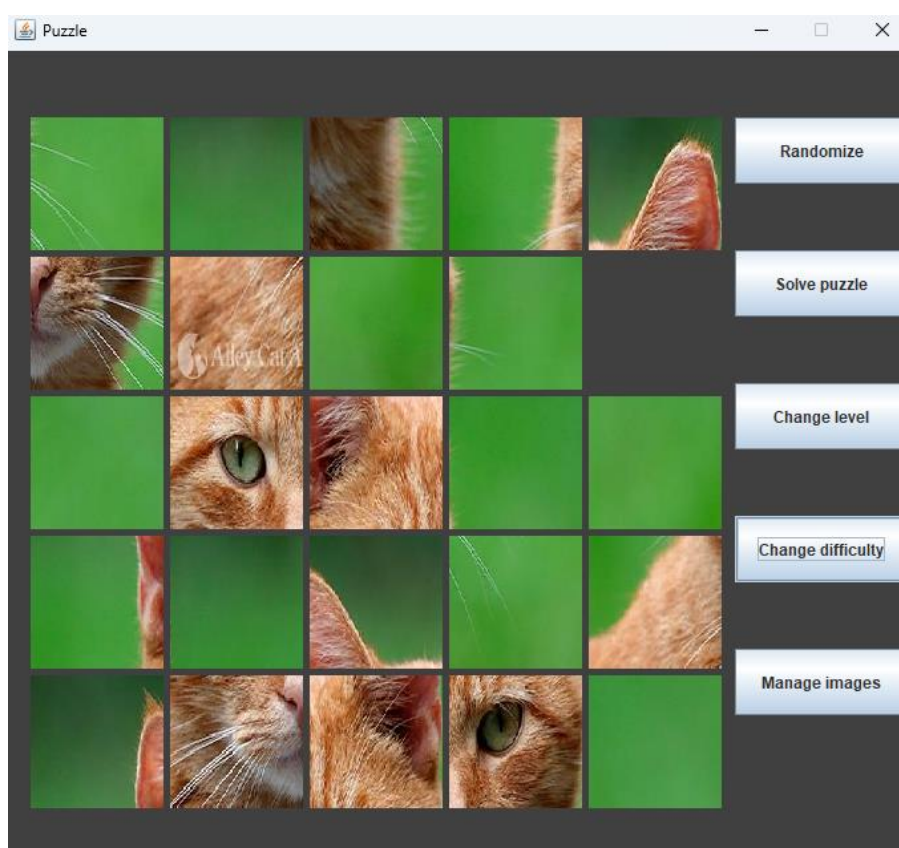 Puzzle
Randomize
Solve puzzle
Alley Cat A
Change level
Change difficulty
Manage images